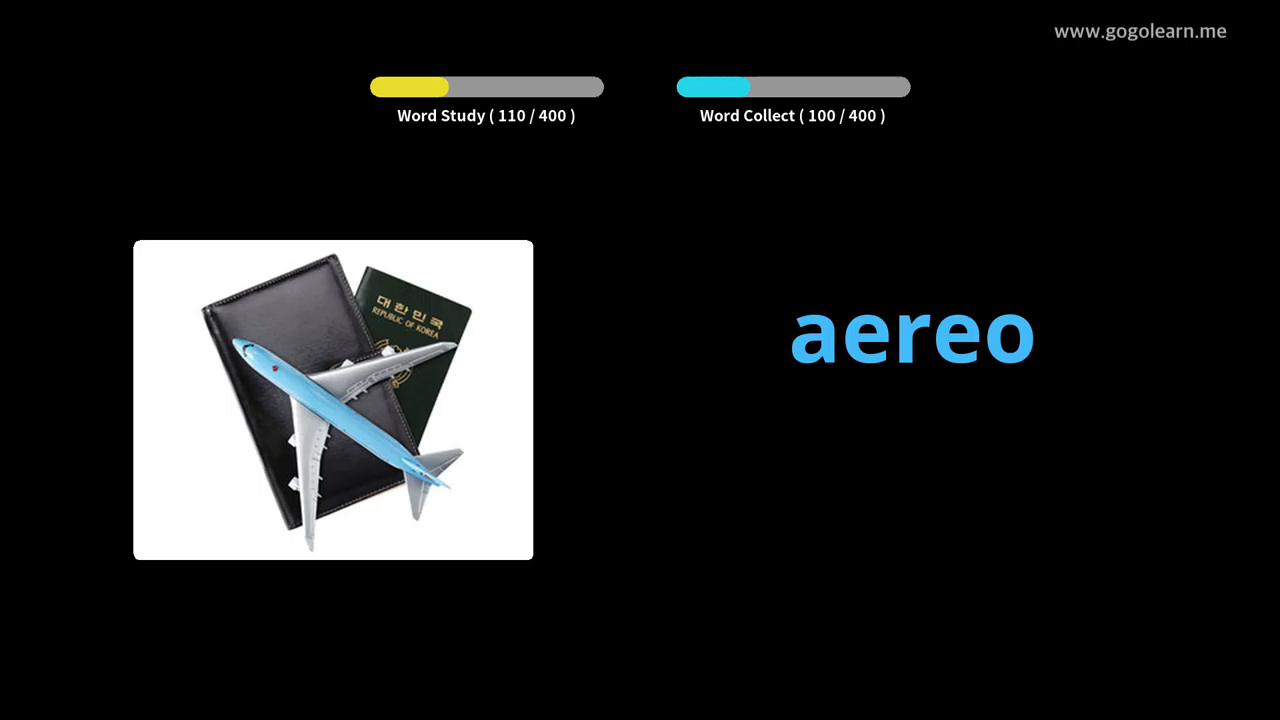 www.gogolearn.me
Word Study ( 110 / 400 )
Word Collect ( 100 / 400 )
대한민국
REPUBLIC OF KOREA
aereo